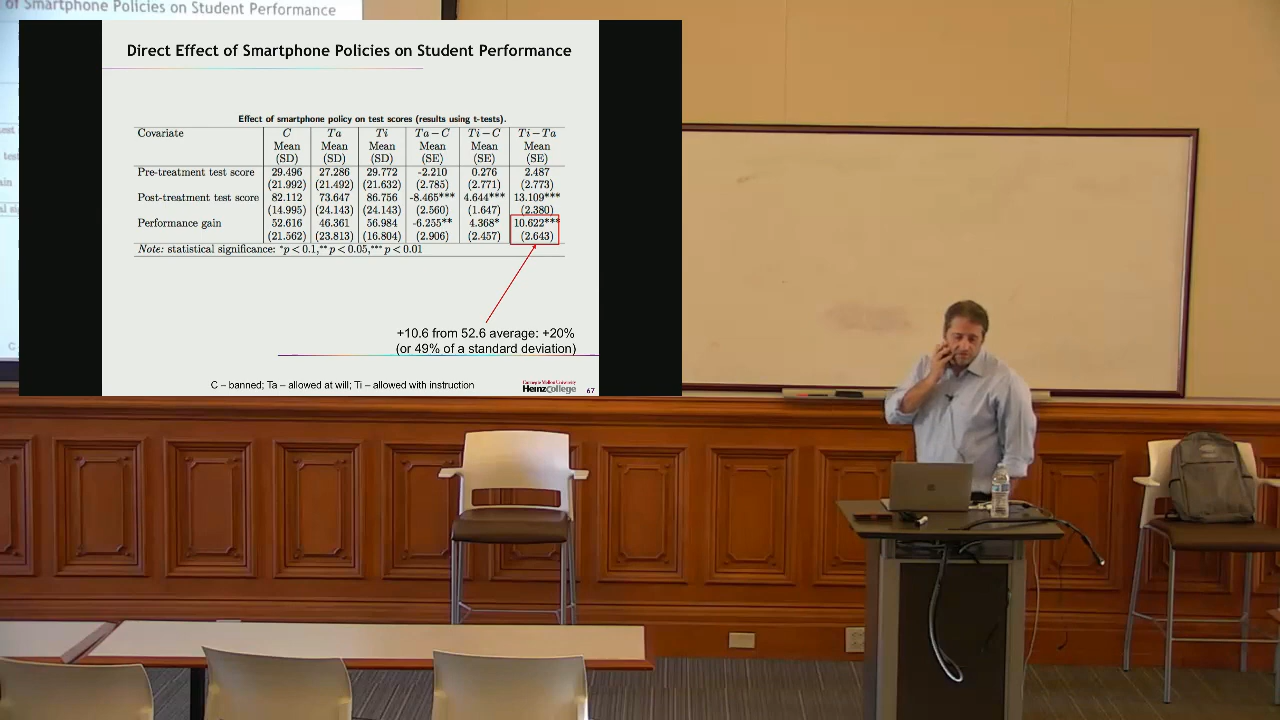 of Smartphone Policies on Student Performance
Direct Effect of Smartphone Policies on Student Performance
Effect of smartphone policy on test scores (results using t-tests).
Covariate C Ta Ti Ta − C Ti − C Ti − Ta
Mean Mean Mean Mean Mean Mean
(SD) (SD) (SD) (SE) (SE) (SE)
Pre-treatment test score 29.496 27.286 29.772 -2.210 0.276 2.487
(21.992) (21.492) (21.632) (2.785) (2.771) (2.773)
Post-treatment test score 82.112 73.647 86.756 -8.465*** 4.644*** 13.109***
(14.995) (24.143) (24.143) (2.560) (1.647) (2.380)
Performance gain 52.616 46.361 56.984 -6.255** 4.368* 10.622***
(21.562) (23.813) (16.804) (2.906) (2.457) (2.643)
Note: statistical significance: *p < 0.1,** p < 0.05,*** p < 0.01
+10.6 from 52.6 average: +20%
(or 49% of a standard deviation)
C – banned; Ta – allowed at will; Ti – allowed with instruction
Carnegie Mellon University
HeinzCollege
67